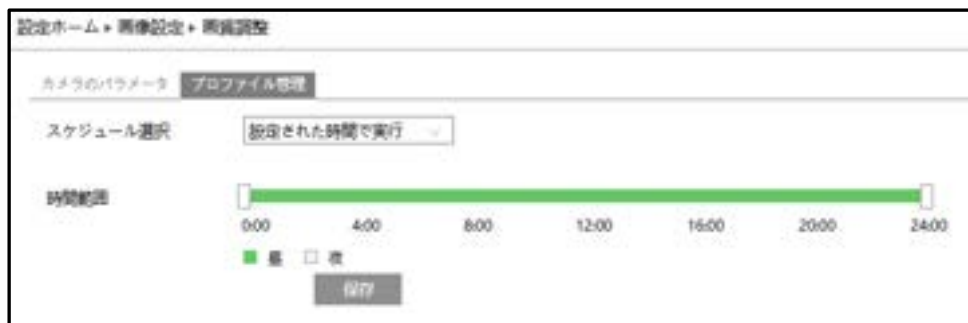 設定ホーム▸画像設定▸画質調整
カメラのパラメータ プロファイル管理
スケジュール選択 設定された時間で実行
時間範囲
0:00 4:00 8:00 12:00 16:00 20:00 24:00
昼 夜
保存